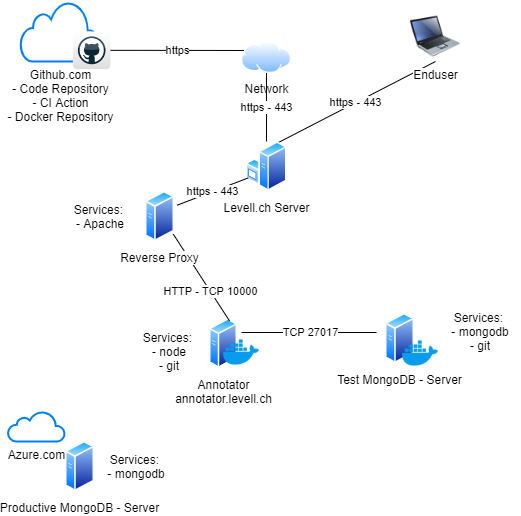 https
Github.com
- Code Repository
- CI Action
- Docker Repository
Network
Enduser
https - 443
https - 443
Levell.ch Server
https - 443
Services:
- Apache
Reverse Proxy
HTTP - TCP 10000
Services:
- node
- git
TCP 27017
Services:
- mongodb
- git
Annotator
annotator.levell.ch
Test MongoDB - Server
Azure.com
Services:
- mongodb
Productive MongoDB - Server